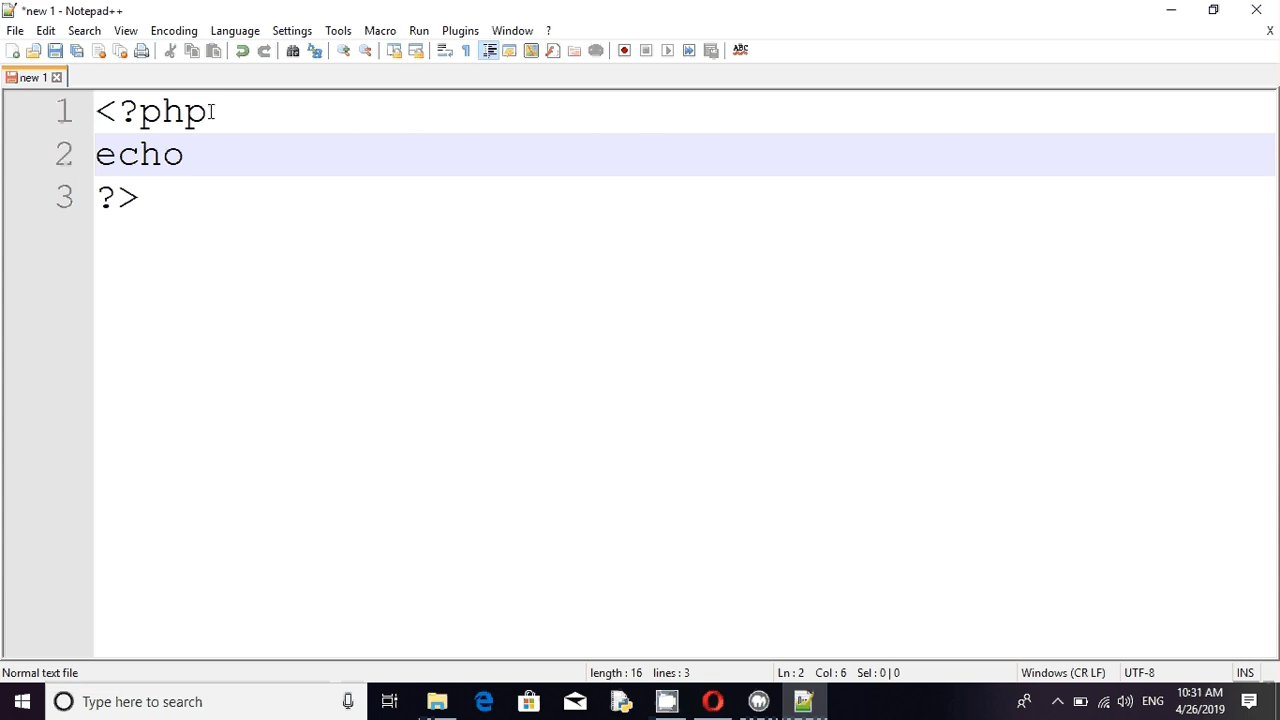 *new 1 - Notepad++
File Edit Search View Encoding Language Settings Tools Macro Run Plugins Window ? X
ABC
new 1
1 <?php
2 echo
3 ?>
Normal text file length : 16 lines : 3 Ln : 2 Col : 6 Sel : 0 | 0 Windows (CR LF) UTF-8 INS
Type here to search ENG 10:31 AM
4/26/2019